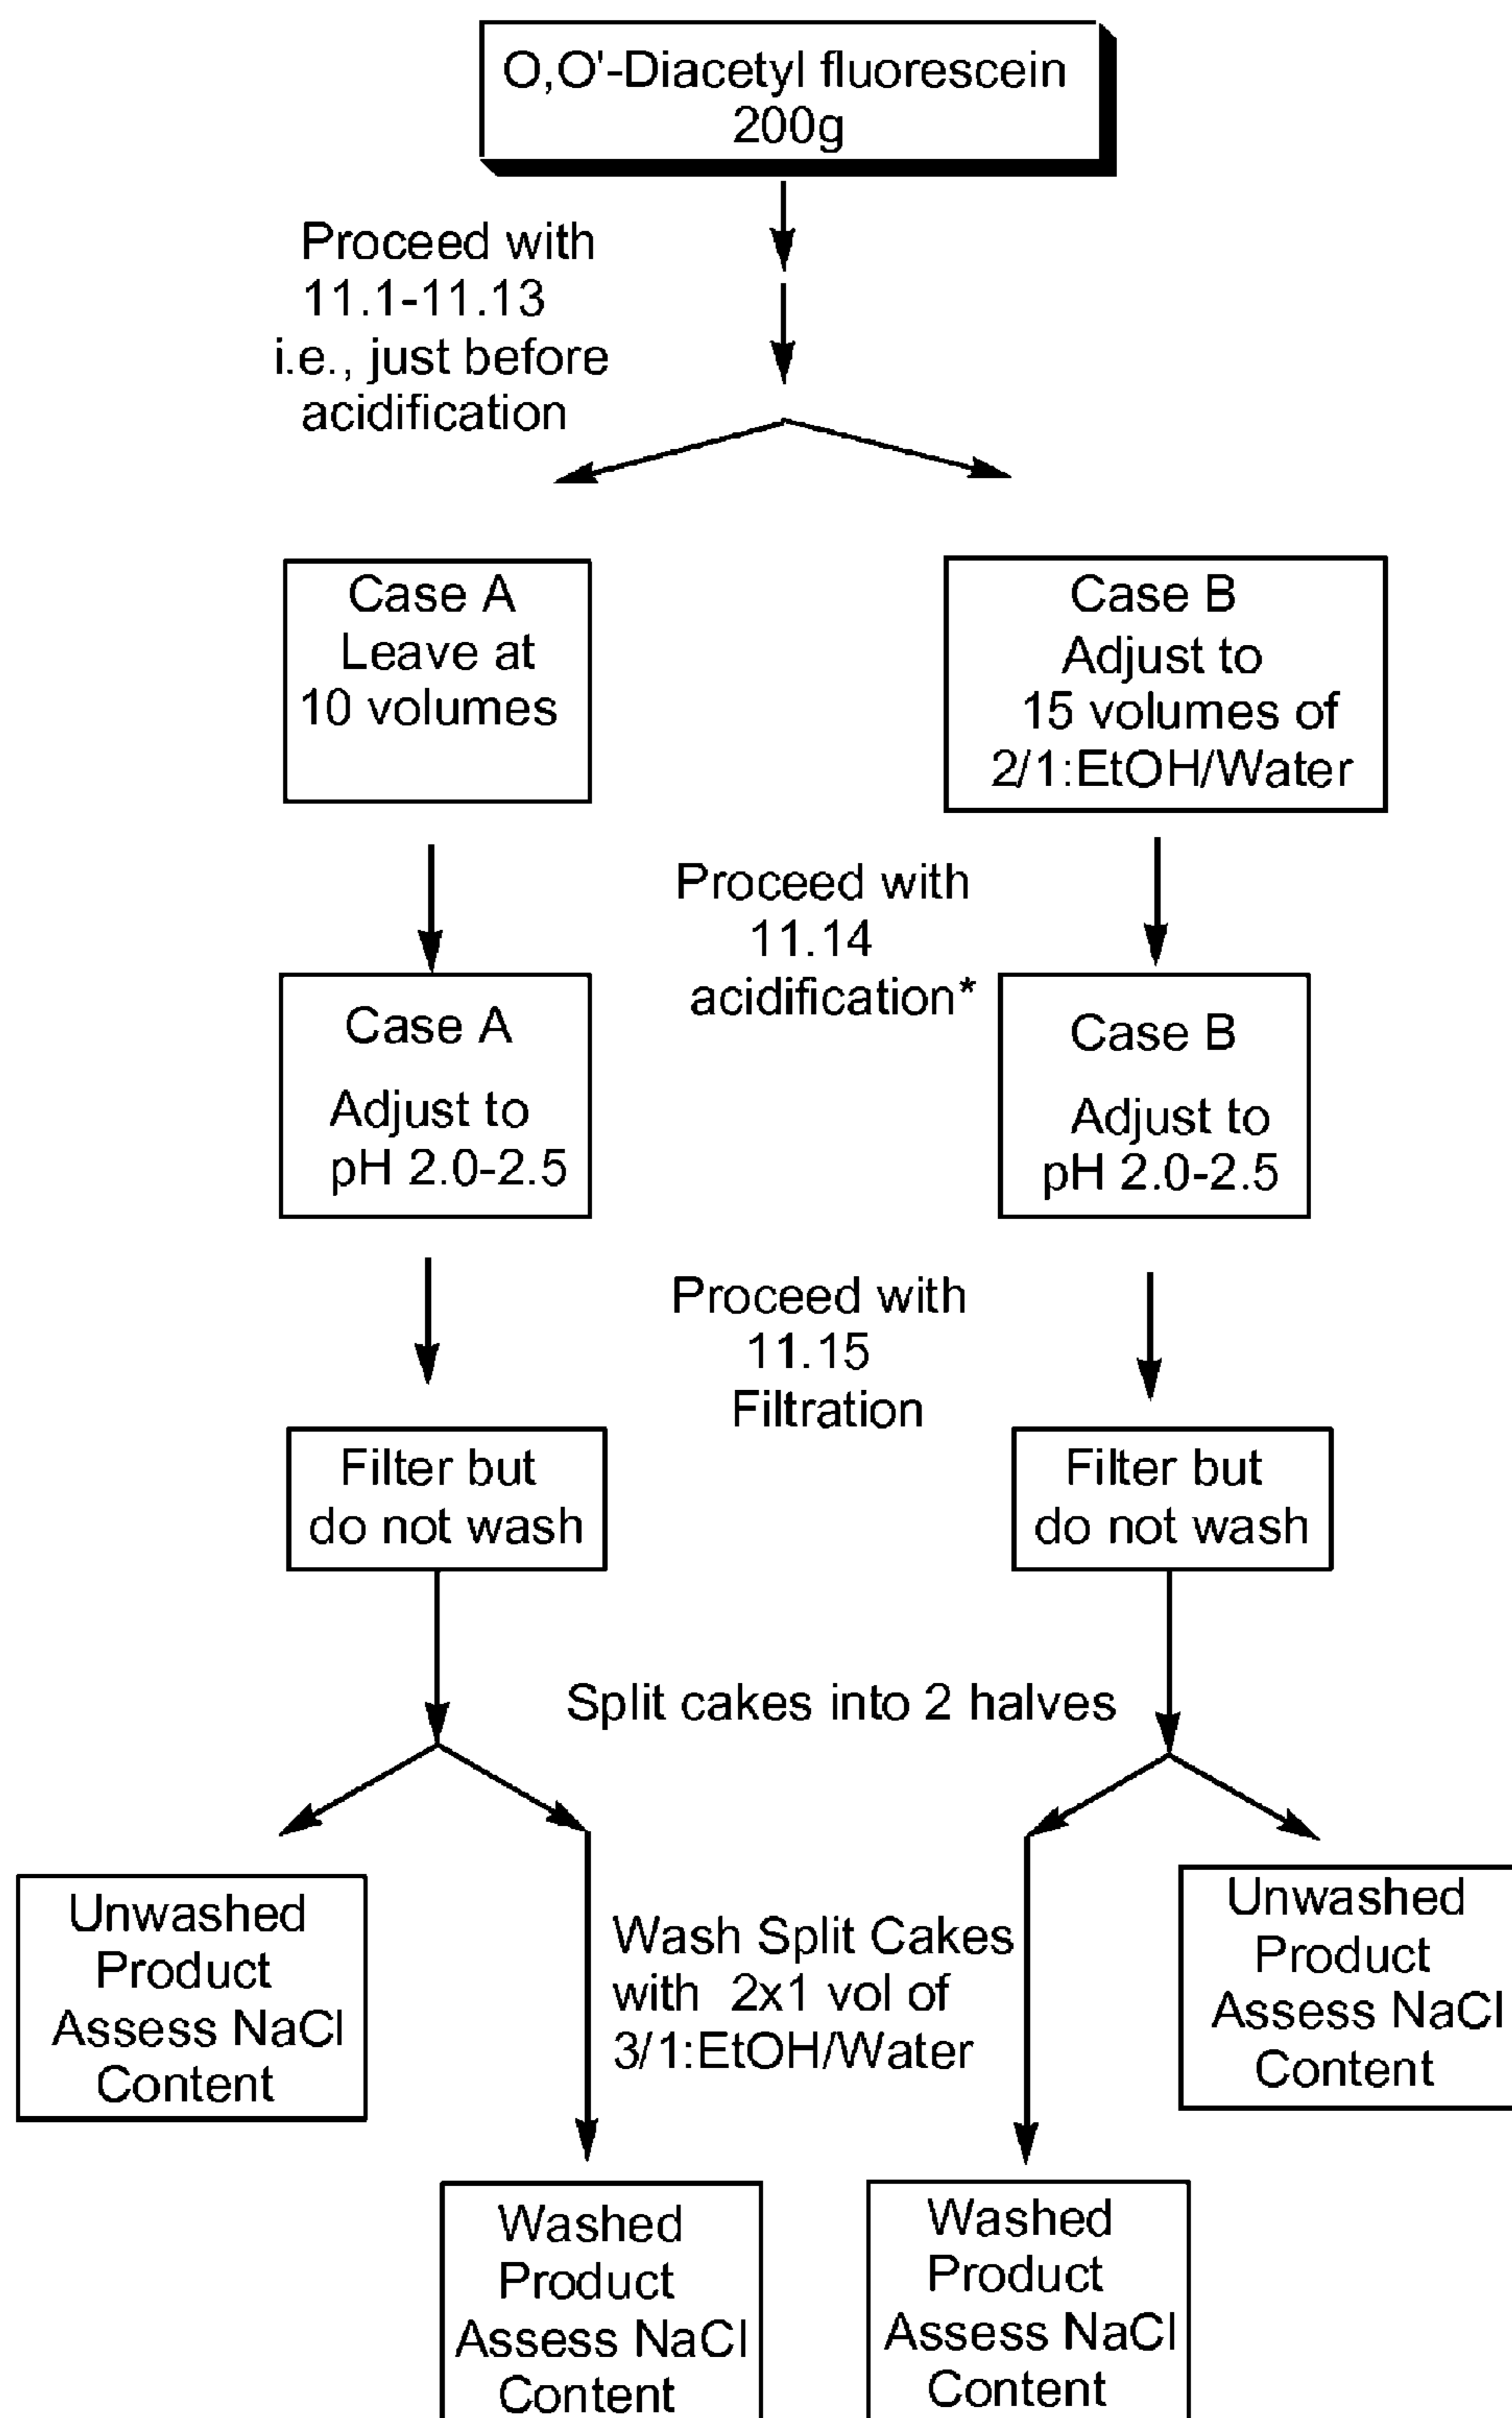 O,O'-Diacetyl fluorescein
200g
Proceed with
11.1-11.13
i.e., just before
acidification
Case A
Leave at
10 volumes
Case B
Adjust to
15 volumes of
2/1:EtOH/Water
Proceed with
11.14
acidification*
Case A
Adjust to
pH 2.0-2.5
Case B
Adjust to
pH 2.0-2.5
Proceed with
11.15
Filtration
Filter but
do not wash
Filter but
do not wash
Split cakes into 2 halves
Unwashed
Product
Assess NaCl
Content
Wash Split Cakes
with 2x1 vol of
3/1:EtOH/Water
Unwashed
Product
Assess NaCl
Content
Washed
Product
Assess NaCl
Content
Washed
Product
Assess NaCl
Content